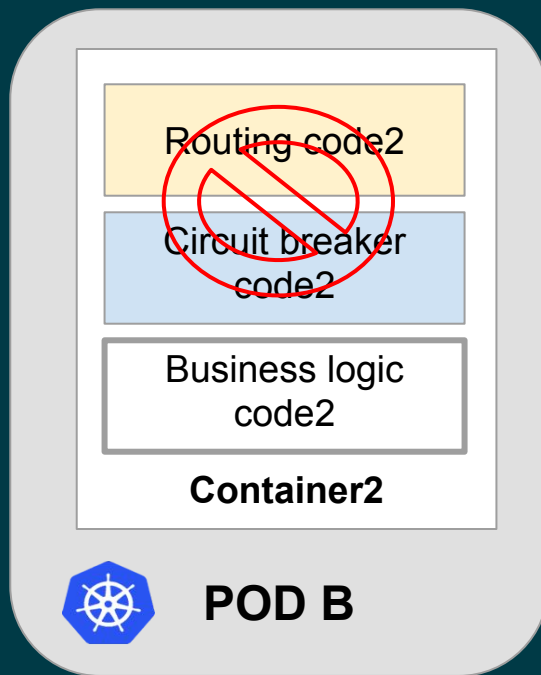 Routing code2
Circuit breaker
code2
Business logic
code2
Container2
POD B